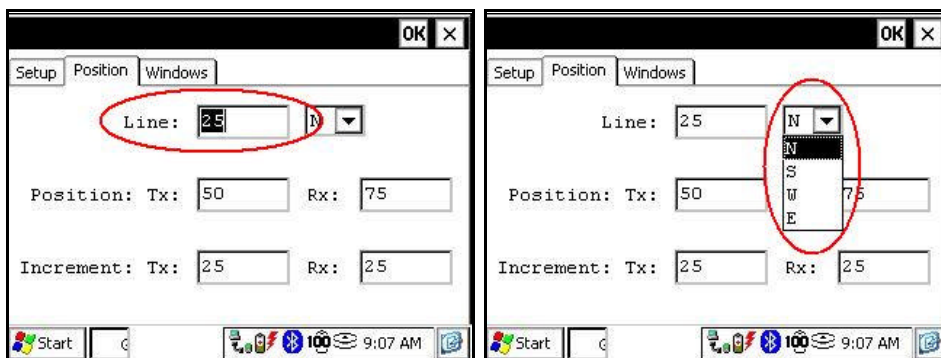 OK
Setup Position Windows
Line: 25 N
Position: Tx: 50 Rx: 75
Increment: Tx: 25 Rx: 25
Start 100 9:07 AM
OK
Setup Position Windows
Line: 25 N
N
S
W
E
Position: Tx: 50 75
Increment: Tx: 25 Rx: 25
Start 100 9:07 AM